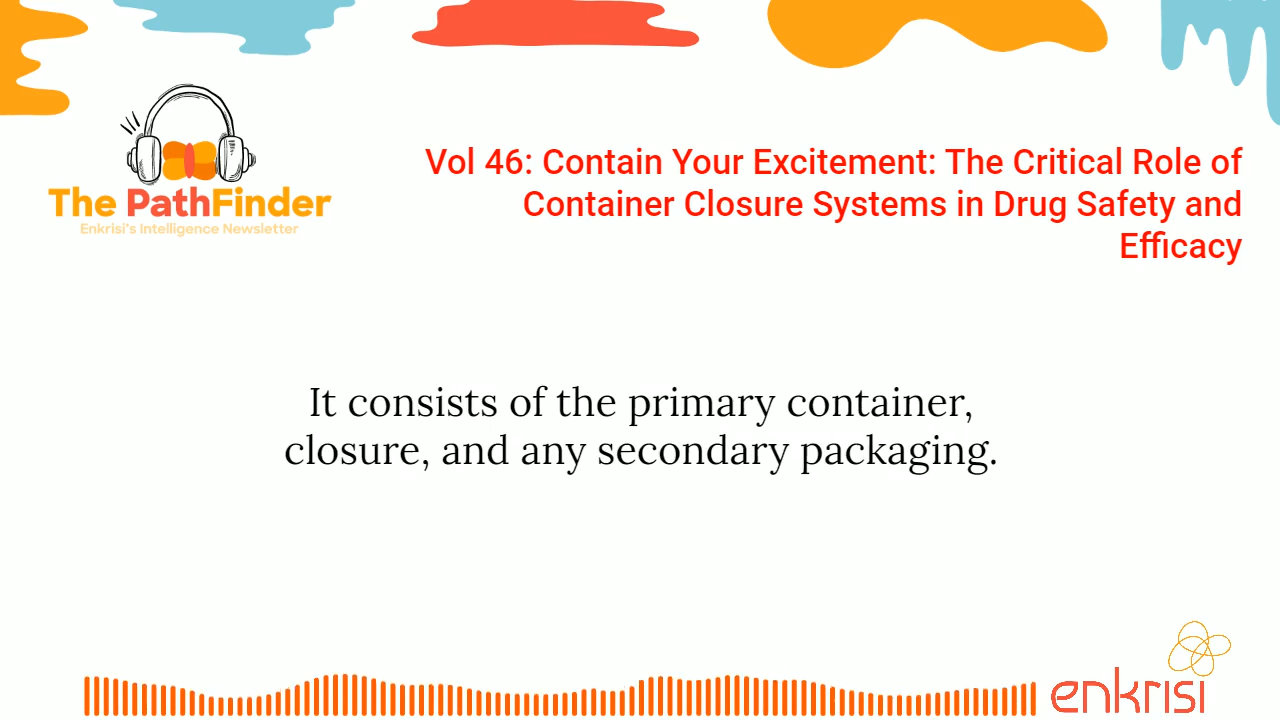 The PathFinder
Enkrisi's Intelligence Newsletter
Vol 46: Contain Your Excitement: The Critical Role of
Container Closure Systems in Drug Safety and
Efficacy
It consists of the primary container,
closure, and any secondary packaging.
enkrisi